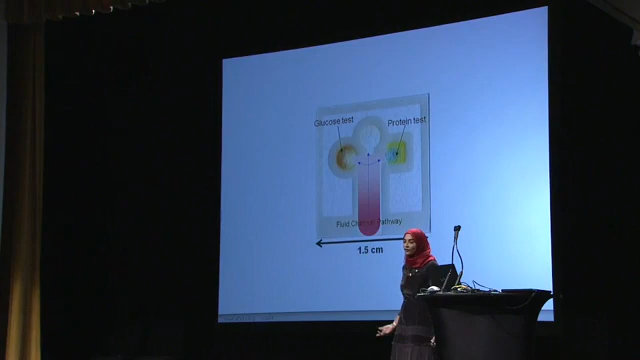 Glucose test
Protein test
Fluid Channel Pathway
1.5 cm